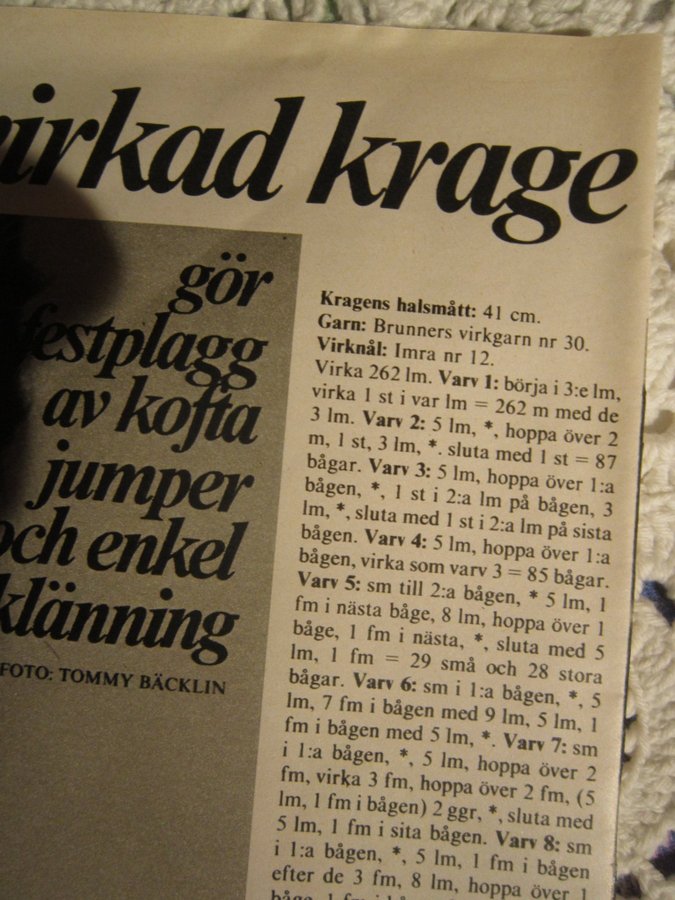 virkad krage
gör
festplagg
av kofta
jumper
och enkel
klänning
FOTO: TOMMY BÄCKLIN
Kragens halsmått: 41 cm.
Garn: Brunners virkgarn nr 30.
Virknål: Imra nr 12.
Virka 262 lm. Varv 1: börja i 3:e lm,
virka 1 st i var lm = 262 m med de
3 lm. Varv 2: 5 lm, *, hoppa över 2
m, 1 st, 3 lm, *. sluta med 1 st = 87
bågar. Varv 3: 5 lm, hoppa över 1:a
bågen, *, 1 st i 2:a lm på bågen, 3
lm, *, sluta med 1 st i 2:a lm på sista
bågen. Varv 4: 5 lm, hoppa över 1:a
bågen, virka som varv 3 = 85 bågar.
Varv 5: sm till 2:a bågen, * 5 lm, 1
fm i nästa båge, 8 lm, hoppa över 1
båge, 1 fm i nästa, *, sluta med 5
lm, 1 fm = 29 små och 28 stora
bågar. Varv 6: sm i 1:a bågen, *, 5
lm, 7 fm i bågen med 9 lm, 5 lm, 1
fm i bågen med 5 lm, *. Varv 7: sm
i 1:a bågen, *, 5 lm, hoppa över 2
fm, virka 3 fm, hoppa över 2 fm, (5
lm, 1 fm i bågen) 2 ggr, *, sluta med
5 lm, 1 fm i sita bågen. Varv 8: sm
i 1:a bågen, *, 5 lm, 1 fm i bågen
efter de 3 fm, 8 lm, hoppa över 1